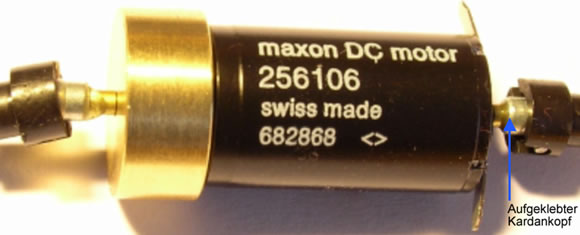 maxon DC motor
256106
swiss made
682868 <>
Aufgeklebter
Kardankopf